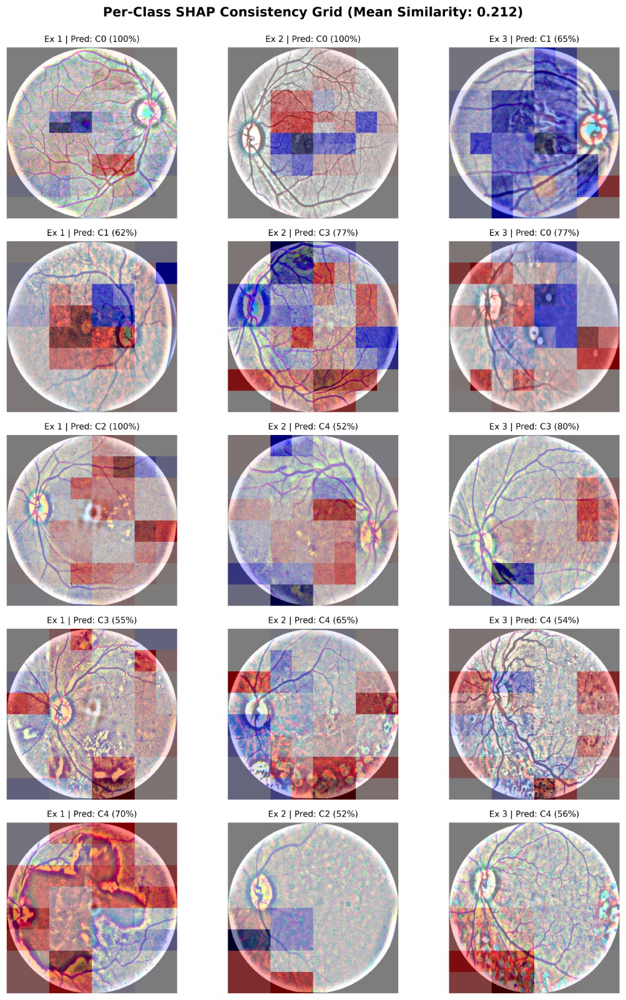 Per-Class SHAP Consistency Grid (Mean Similarity: 0.212)
Ex 1 | Pred: C0 (100%)
Ex 2 | Pred: C0 (100%)
Ex 3 | Pred: C1 (65%)
Ex 1 | Pred: C1 (62%)
Ex 2 | Pred: C3 (77%)
Ex 3 | Pred: C0 (77%)
Ex 1 | Pred: C2 (100%)
Ex 2 | Pred: C4 (52%)
Ex 3 | Pred: C3 (80%)
Ex 1 | Pred: C3 (55%)
Ex 2 | Pred: C4 (65%)
Ex 3 | Pred: C4 (54%)
Ex 1 | Pred: C4 (70%)
Ex 2 | Pred: C2 (52%)
Ex 3 | Pred: C4 (56%)